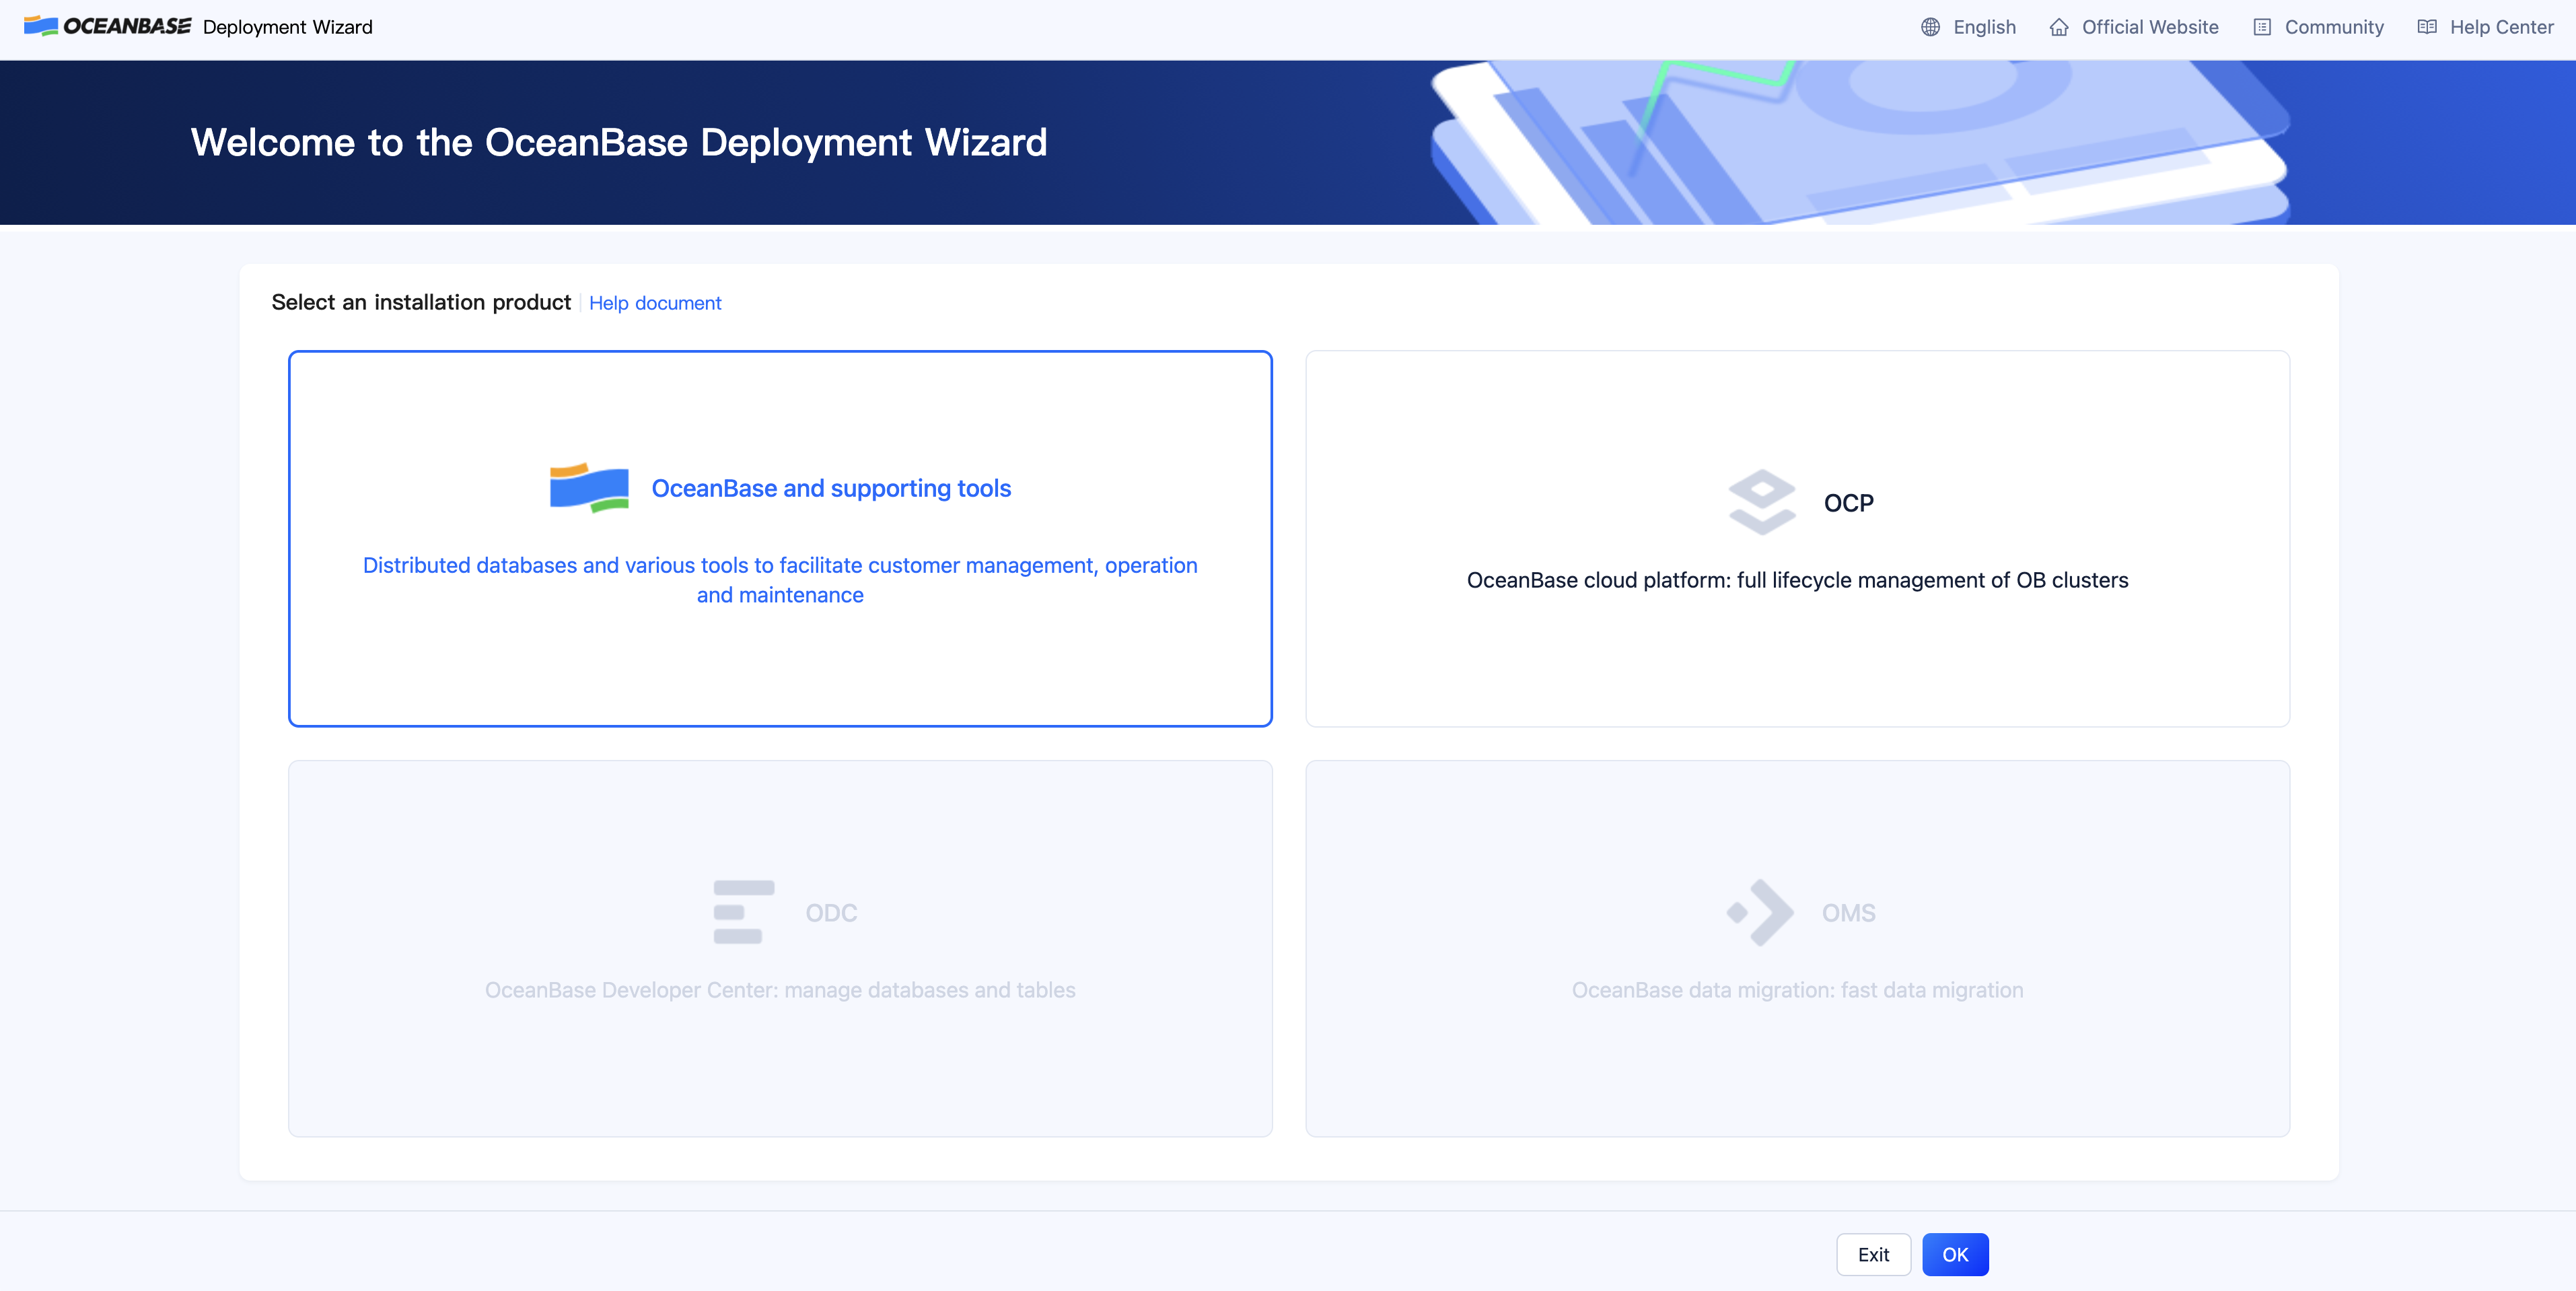 OCEANBASE Deployment Wizard
English
Official Website
Community
Help Center
Welcome to the OceanBase Deployment Wizard
Select an installation product
Help document
OceanBase and supporting tools
Distributed databases and various tools to facilitate customer management, operation
and maintenance
OCP
OceanBase cloud platform: full lifecycle management of OB clusters
ODC
OceanBase Developer Center: manage databases and tables
OMS
OceanBase data migration: fast data migration
Exit
OK